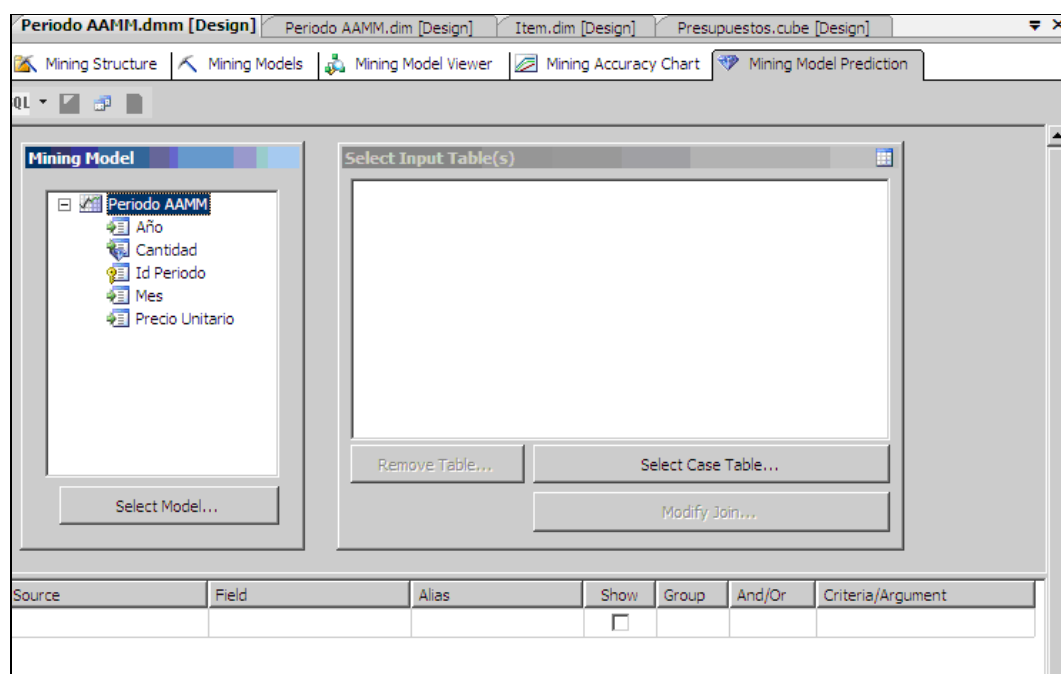 Periodo AAMM.dmm [Design] Periodo AAMM.dim [Design] Item.dim [Design] Presupuestos.cube [Design]
Mining Structure Mining Models Mining Model Viewer Mining Accuracy Chart Mining Model Prediction
QL
Mining Model
Periodo AAMM
Año
Cantidad
Id Periodo
Mes
Precio Unitario
Select Model...
Select Input Table(s)
Remove Table... Select Case Table...
Modify Join...
Source Field Alias Show Group And/Or Criteria/Argument